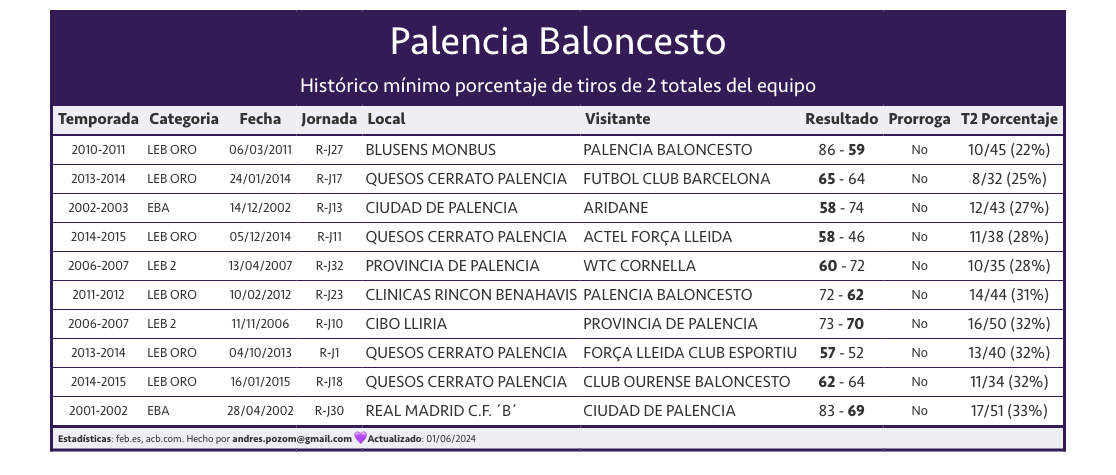 Palencia Baloncesto
Histórico mínimo porcentaje de tiros de 2 totales del equipo
Temporada Categoria Fecha Jornada Local Visitante Resultado Prorroga T2 Porcentaje
2010-2011 LEB ORO 06/03/2011 R-J27 BLUSENS MONBUS PALENCIA BALONCESTO 86 - 59 No 10/45 (22%)
2013-2014 LEB ORO 24/01/2014 R-J17 QUESOS CERRATO PALENCIA FUTBOL CLUB BARCELONA 65 - 64 No 8/32 (25%)
2002-2003 EBA 14/12/2002 R-J13 CIUDAD DE PALENCIA ARIDANE 58 - 74 No 12/43 (27%)
2014-2015 LEB ORO 05/12/2014 R-J11 QUESOS CERRATO PALENCIA ACTEL FORÇA LLEIDA 58 - 46 No 11/38 (28%)
2006-2007 LEB 2 13/04/2007 R-J32 PROVINCIA DE PALENCIA WTC CORNELLA 60 - 72 No 10/35 (28%)
2011-2012 LEB ORO 10/02/2012 R-J23 CLINICAS RINCON BENAHAVIS PALENCIA BALONCESTO 72 - 62 No 14/44 (31%)
2006-2007 LEB 2 11/11/2006 R-J10 CIBO LLIRIA PROVINCIA DE PALENCIA 73 - 70 No 16/50 (32%)
2013-2014 LEB ORO 04/10/2013 R-J1 QUESOS CERRATO PALENCIA FORÇA LLEIDA CLUB ESPORTIU 57 - 52 No 13/40 (32%)
2014-2015 LEB ORO 16/01/2015 R-J18 QUESOS CERRATO PALENCIA CLUB OURENSE BALONCESTO 62 - 64 No 11/34 (32%)
2001-2002 EBA 28/04/2002 R-J30 REAL MADRID C.F. ´B´ CIUDAD DE PALENCIA 83 - 69 No 17/51 (33%)
Estadísticas: feb.es, acb.com. Hecho por andres.pozom@gmail.com 💜Actualizado: 01/06/2024